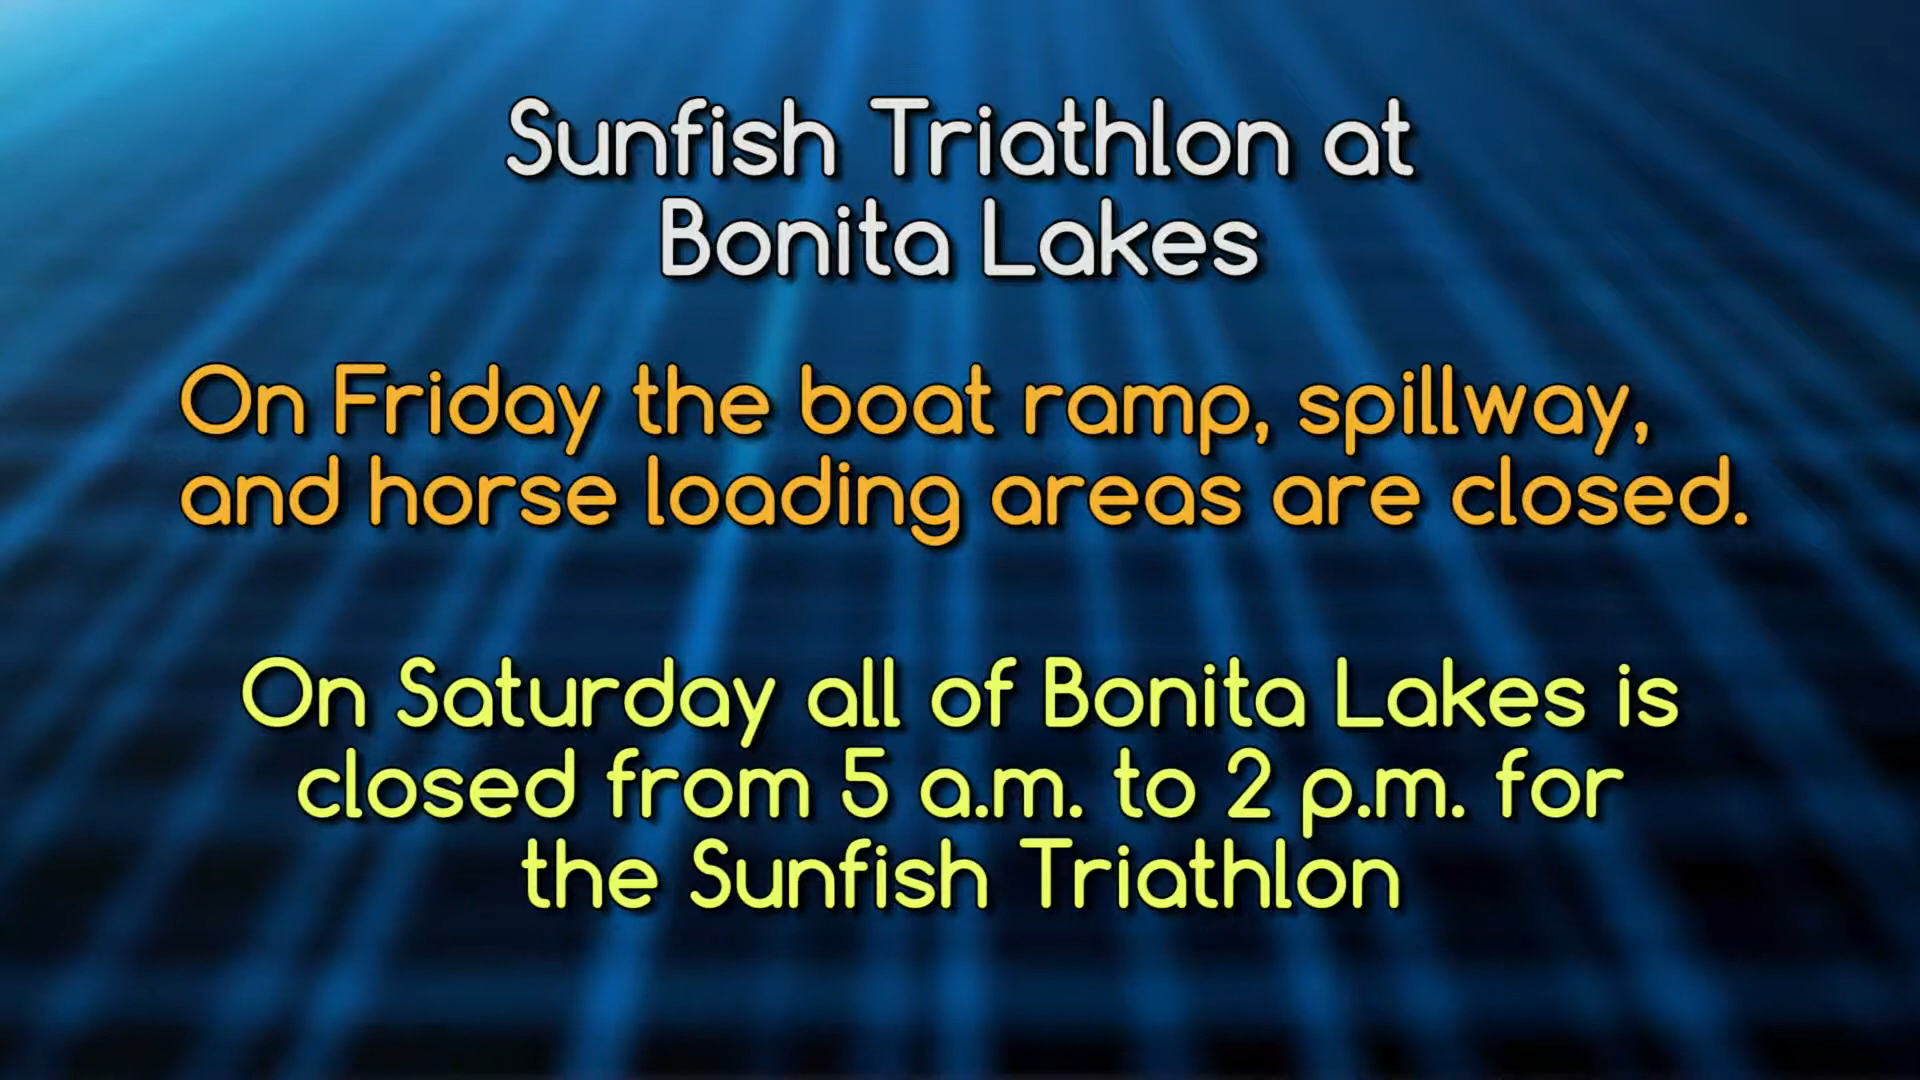 Sunfish Triathlon at
Bonita Lakes
On Friday the boat ramp, spillway,
and horse loading areas are closed.
On Saturday all of Bonita Lakes is
closed from 5 a.m. to 2 p.m. for
the Sunfish Triathlon